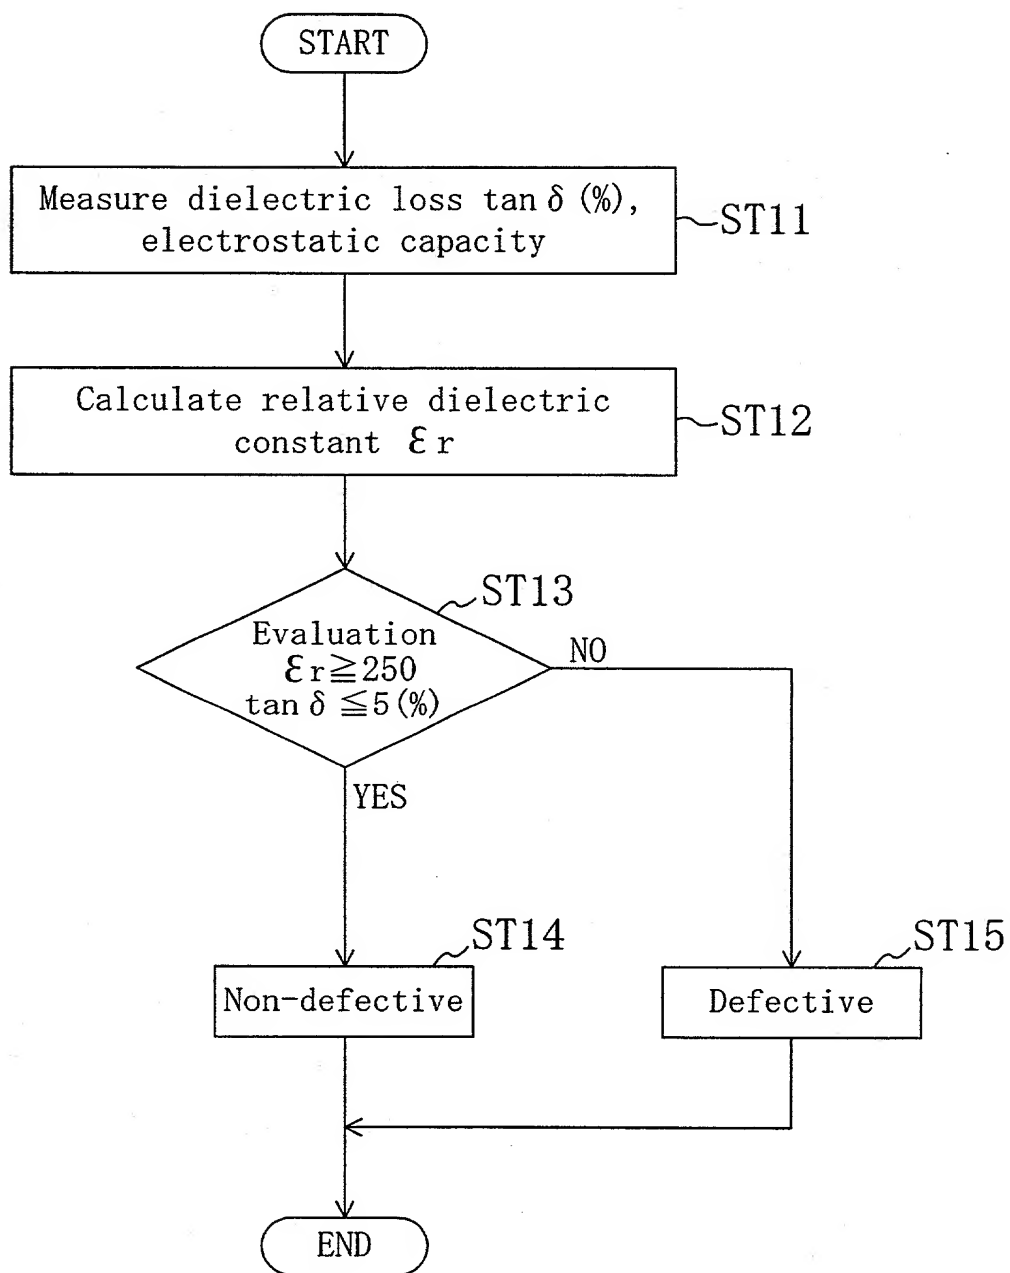 START
Measure dielectric loss tan δ (%),
electrostatic capacity
ST11
Calculate relative dielectric
constant εr
ST12
ST13
Evaluation
εr≧250
tan δ ≦5(%)
NO
YES
ST14
Non-defective
ST15
Defective
END